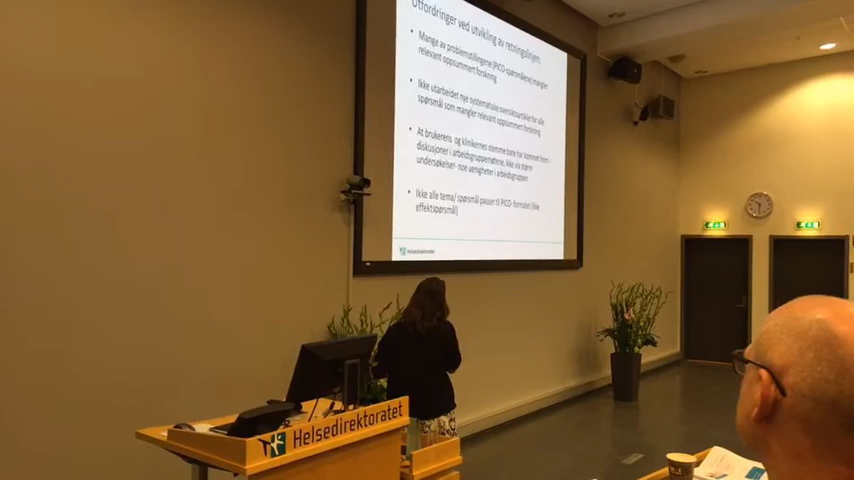 Utfordringer ved utvikling av retningslinjen:
• Mange av problemstillingene (PICO-spørsmålene) mangler
relevant oppsummert forskning
• Ikke utarbeidet nye systematiske oversiktsartikler for alle
spørsmål som mangler relevant oppsummert forskning
• At brukerens og klinikernes stemme bare har kommet frem i
diskusjoner i arbeidsgruppemøtene, ikke via større
undersøkelser- noe uenigheter i arbeidsgruppen
• Ikke alle tema/ spørsmål passer til PICO- formatet (ikke
effektspørsmål)
Helsedirektoratet
Helsedirektoratet